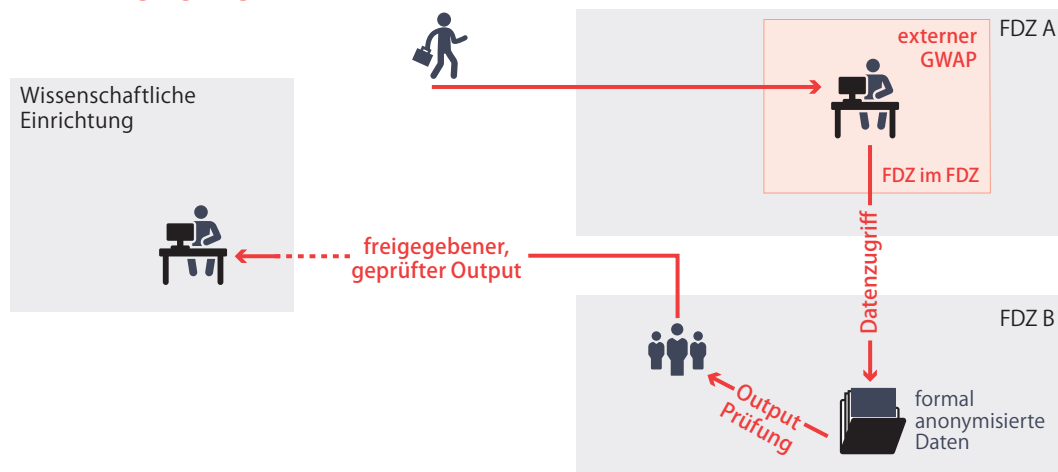 FDZ A
externer
GWAP
FDZ im FDZ
Wissenschaftliche
Einrichtung
Datenzugriff
freigegebener,
geprüfter Output
FDZ B
Output
Prüfung
formal
anonymisierte
Daten